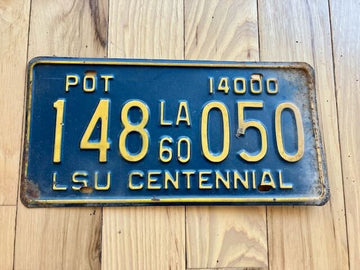 POT 14000
148 LA 60 050
LSU CENTENNIAL